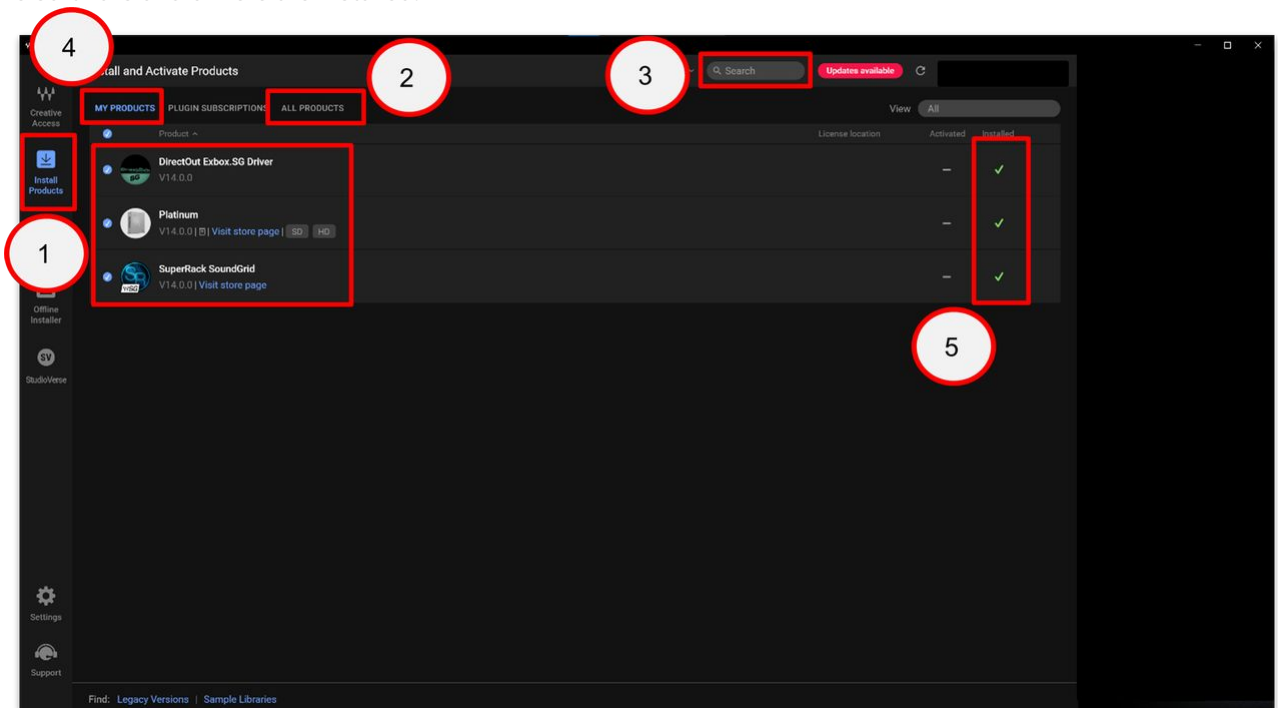 4
2
3
Install and Activate Products
Search
Updates available
Creative
Access
MY PRODUCTS
PLUGIN SUBSCRIPTIONS
ALL PRODUCTS
View
All
Product
License location
Activated
Installed
Install
Products
DirectOut Exbox.SG Driver
V14.0.0
Platinum
V14.0.0 | | Visit store page | SD HD
1
SuperRack SoundGrid
V14.0.0 | Visit store page
Offline
Installer
5
SV
StudioVerse
Settings
Support
Find: Legacy Versions | Sample Libraries